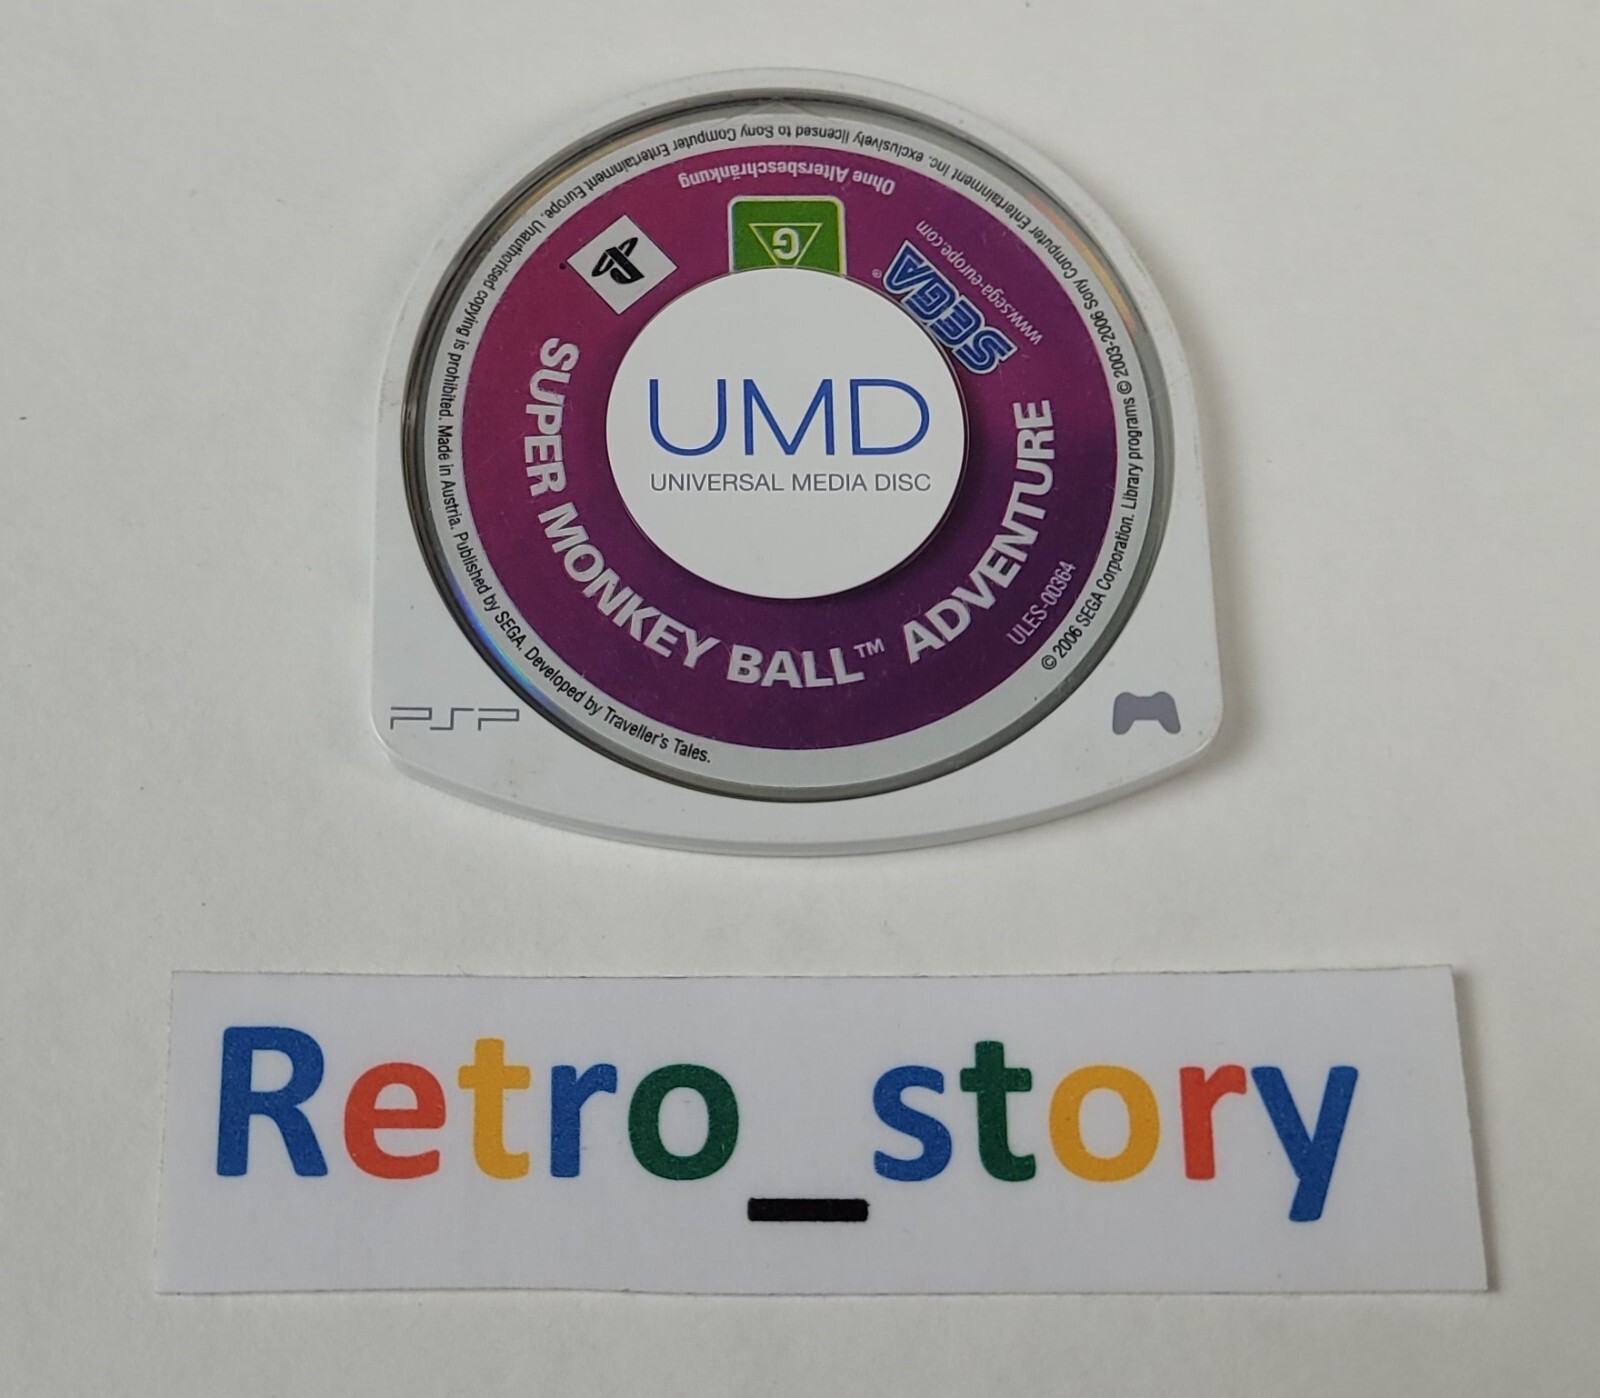 © 2003-2006 Sony Computer Entertainment Inc. exclusively licensed to Sony Computer Entertainment Europe. Unauthorised copying is prohibited. Made in Austria. Published by SEGA. Developed by Traveller's Tales.
© 2006 SEGA Corporation. Library programs
Ohne Altersbeschränkung
G
www.sega-europe.com
SEGA®
UMD
UNIVERSAL MEDIA DISC
SUPER MONKEY BALL™ ADVENTURE
ULES-00364
PSP
Retro_story